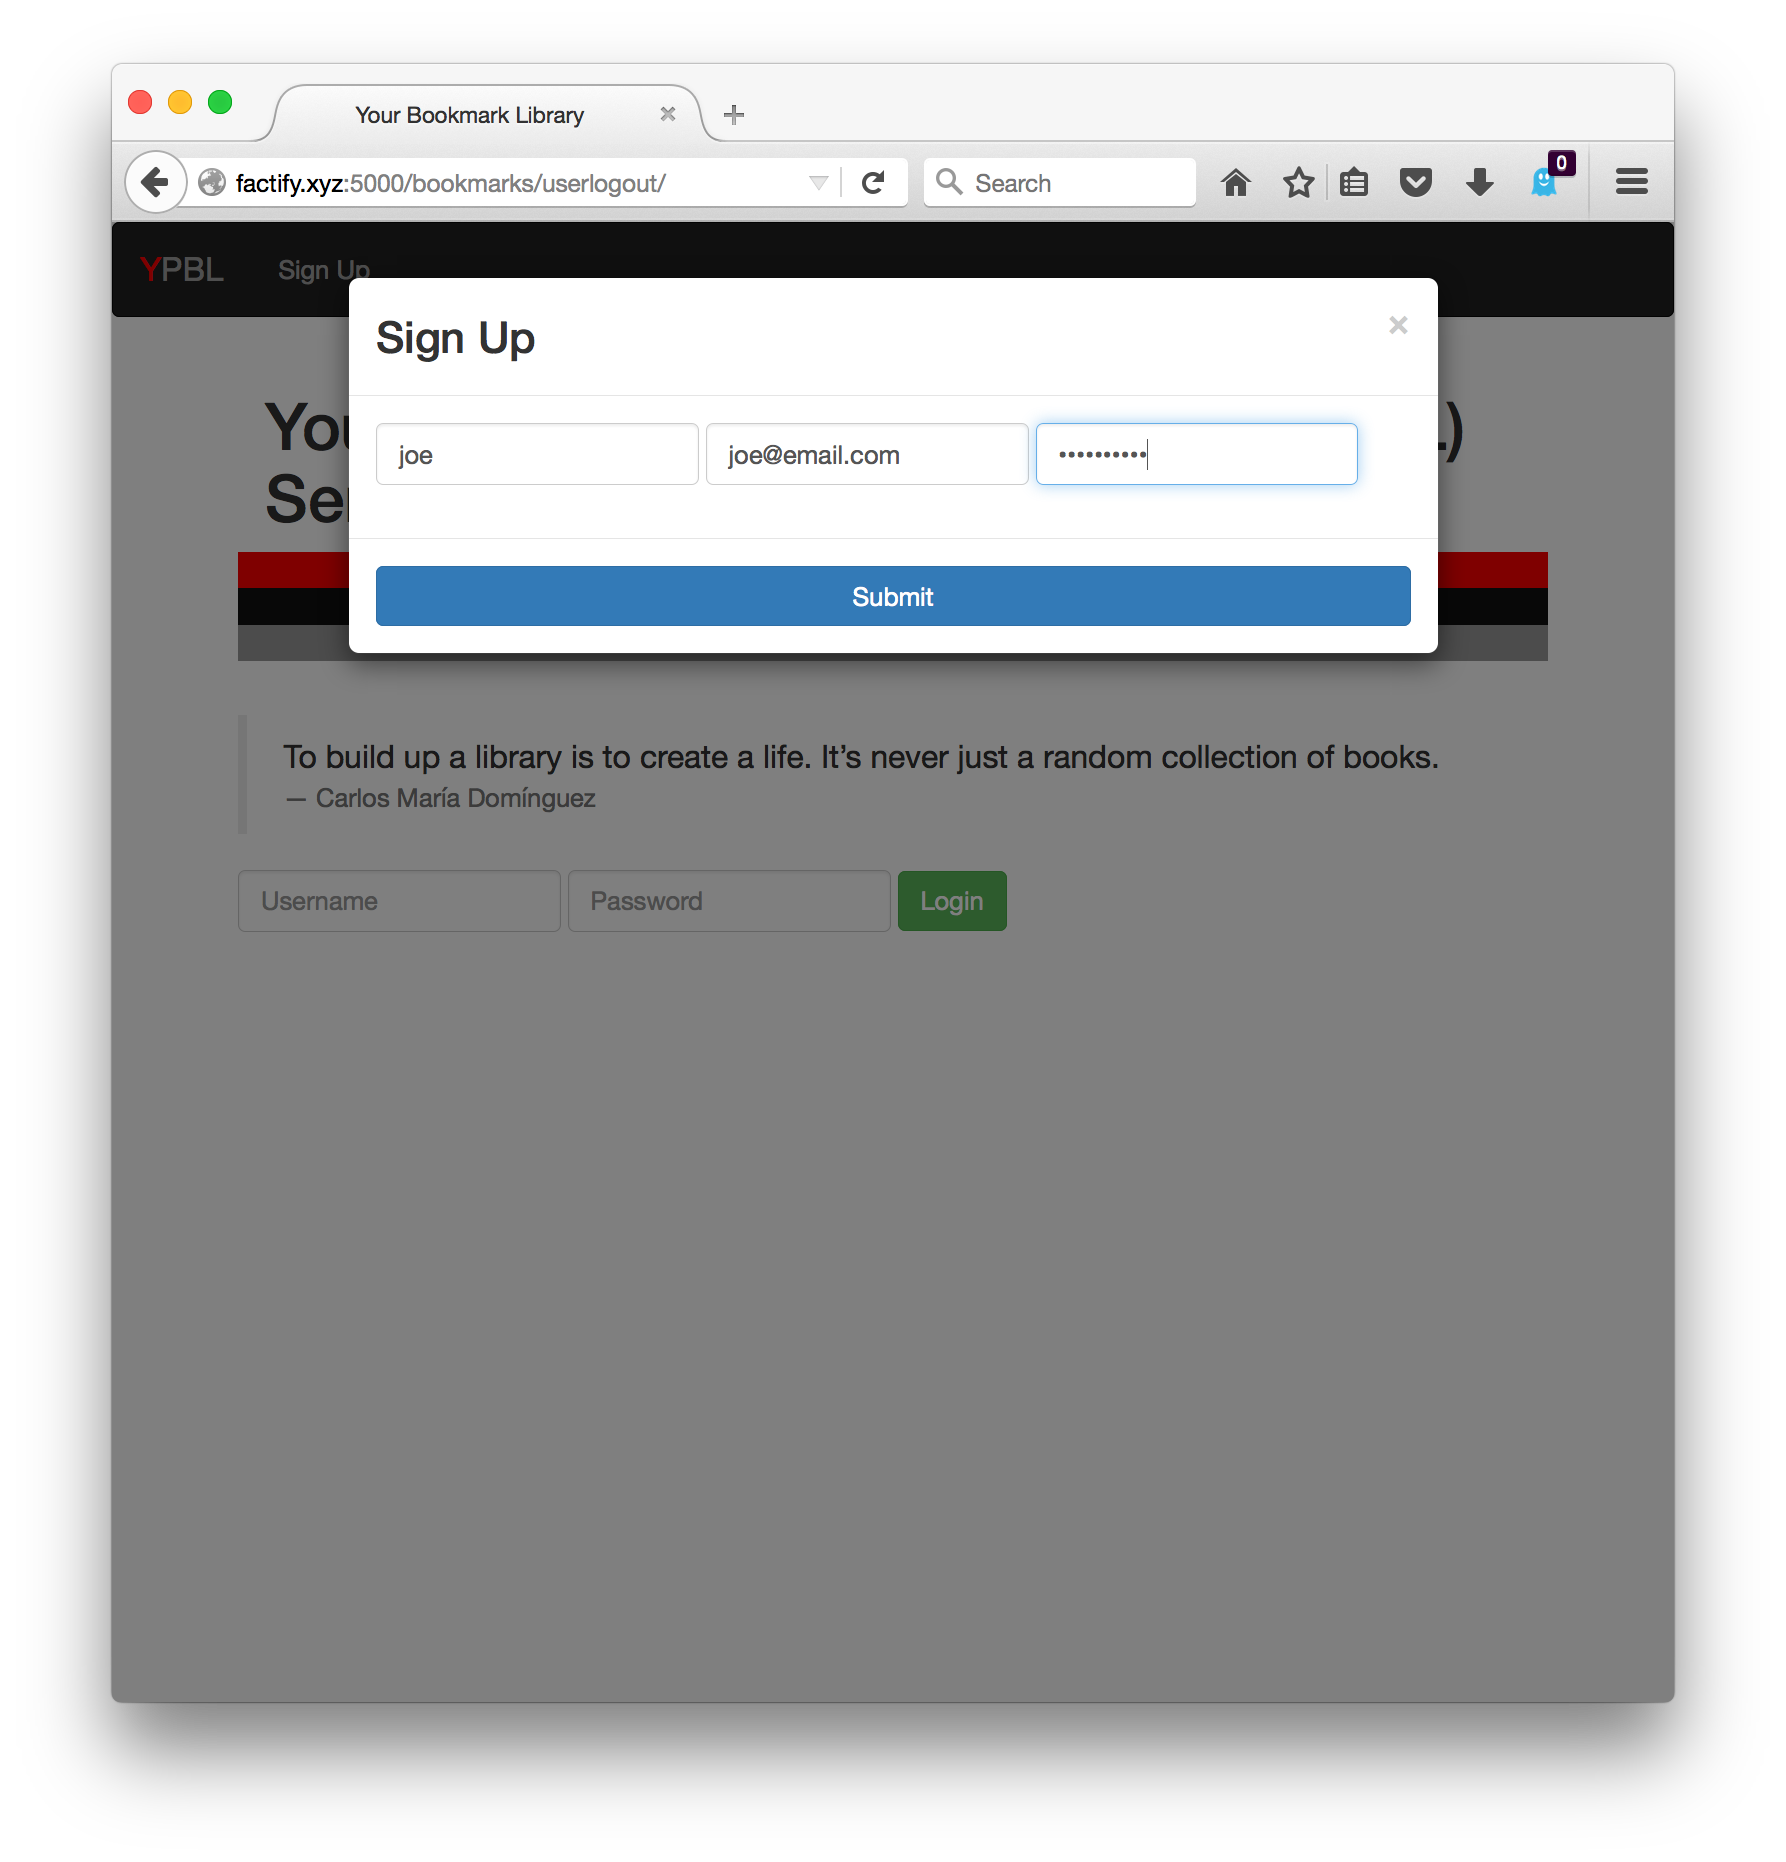 Your Bookmark Library
factify.xyz:5000/bookmarks/userlogout/
Search
0
YPBL
Sign Up
Sign Up
joe
joe@email.com
Submit
To build up a library is to create a life. It’s never just a random collection of books.
— Carlos María Domínguez
Username
Password
Login